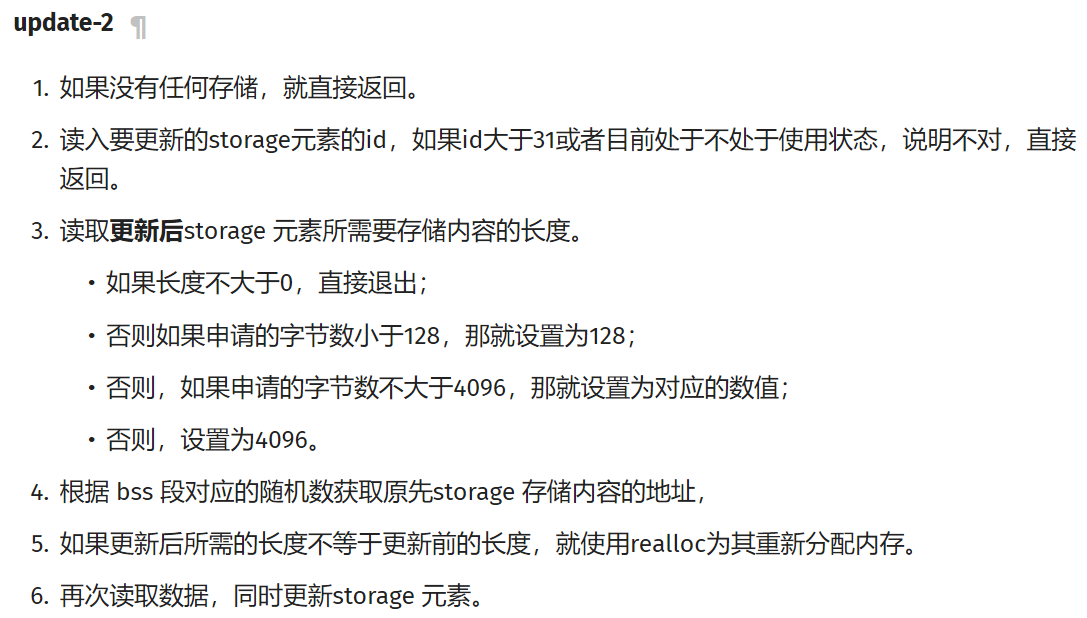 update-2 ¶
1. 如果没有任何存储，就直接返回。
2. 读入要更新的storage元素的id，如果id大于31或者目前处于不处于使用状态，说明不对，直接
返回。
3. 读取更新后storage 元素所需要存储内容的长度。
• 如果长度不大于0，直接退出；
• 否则如果申请的字节数小于128，那就设置为128；
• 否则，如果申请的字节数不大于4096，那就设置为对应的数值；
• 否则，设置为4096。
4. 根据 bss 段对应的随机数获取原先storage 存储内容的地址，
5. 如果更新后所需的长度不等于更新前的长度，就使用realloc为其重新分配内存。
6. 再次读取数据，同时更新storage 元素。